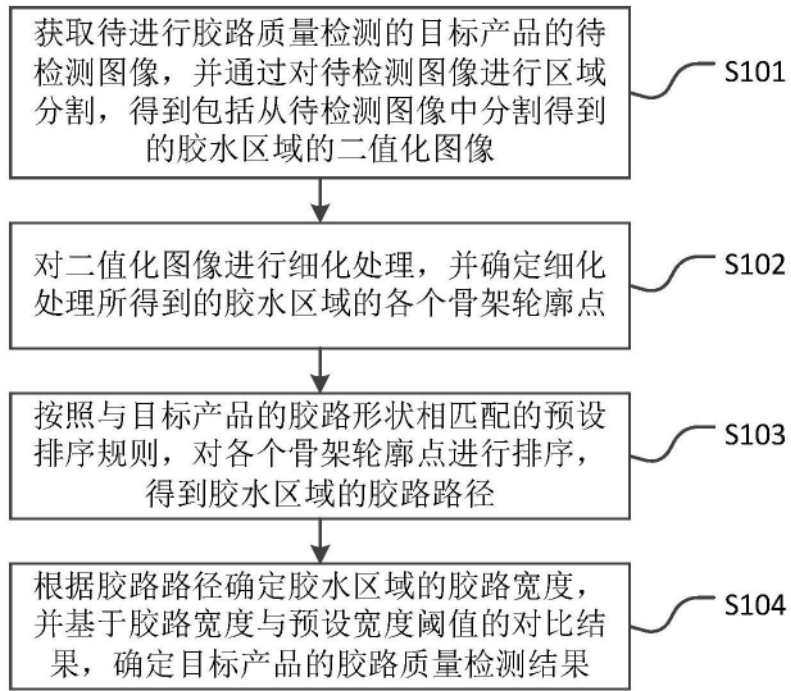 获取待进行胶路质量检测的目标产品的待
检测图像，并通过对待检测图像进行区域
分割，得到包括从待检测图像中分割得到
的胶水区域的二值化图像
S101
对二值化图像进行细化处理，并确定细化
处理所得到的胶水区域的各个骨架轮廓点
S102
按照与目标产品的胶路形状相匹配的预设
排序规则，对各个骨架轮廓点进行排序，
得到胶水区域的胶路路径
S103
根据胶路路径确定胶水区域的胶路宽度，
并基于胶路宽度与预设宽度阈值的对比结
果，确定目标产品的胶路质量检测结果
S104